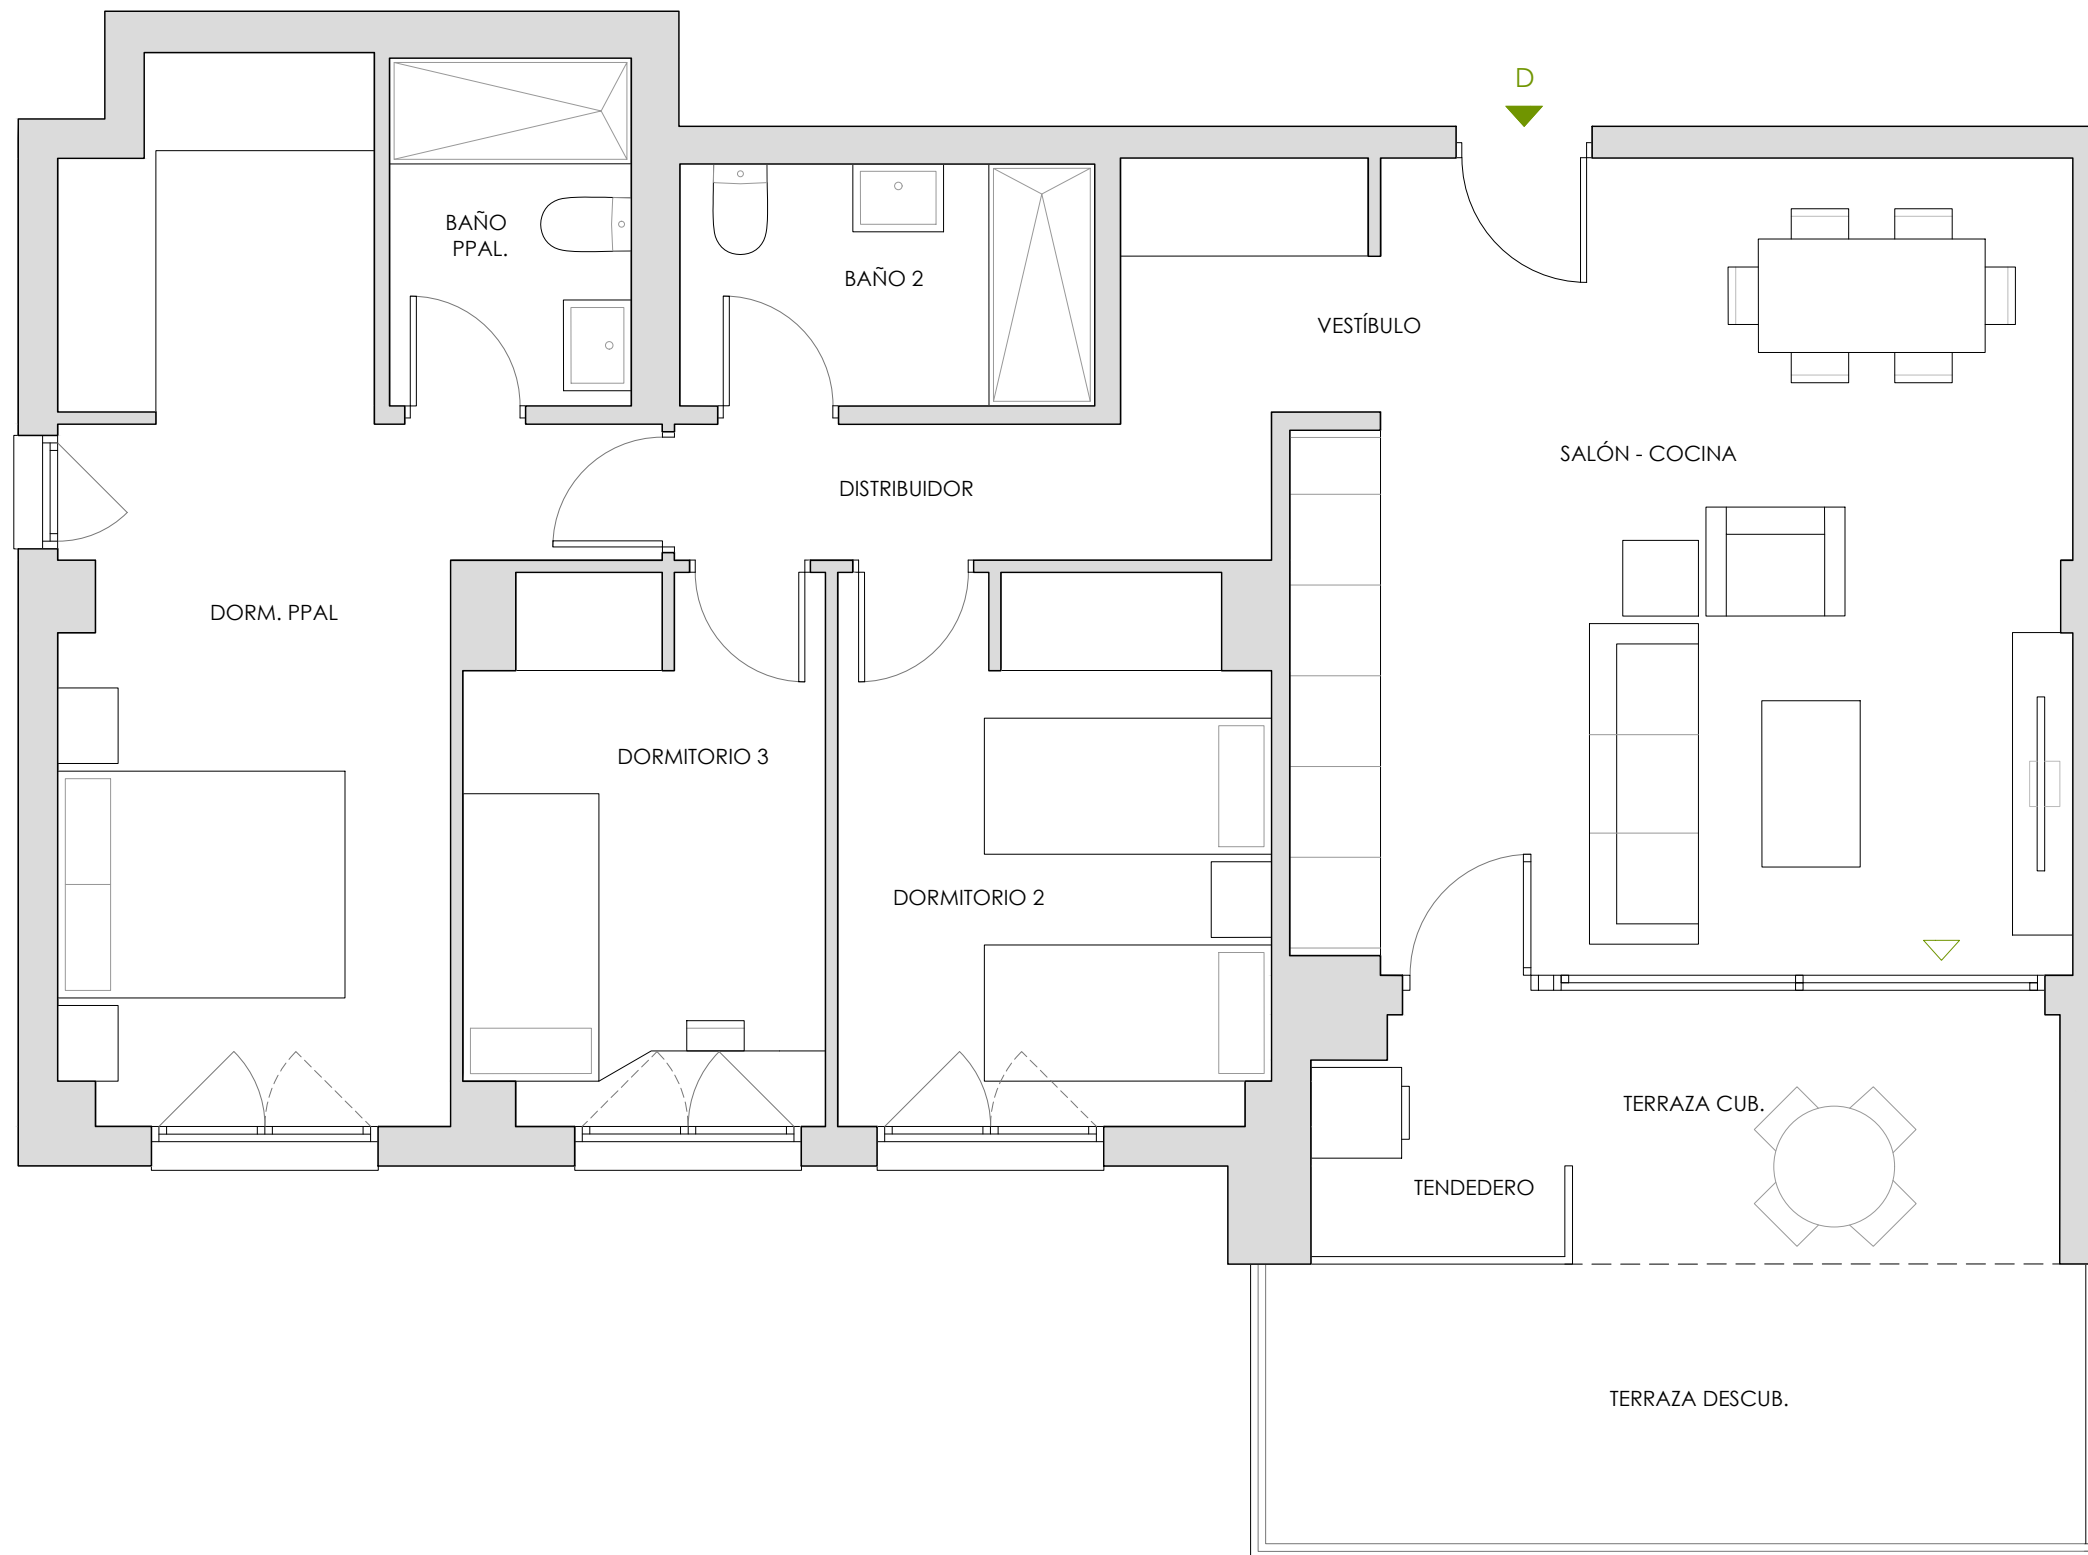 D
BAÑO
PPAL.
BAÑO 2
VESTÍBULO
SALÓN - COCINA
DISTRIBUIDOR
DORM. PPAL
DORMITORIO 3
DORMITORIO 2
TERRAZA CUB.
TENDEDERO
TERRAZA DESCUB.